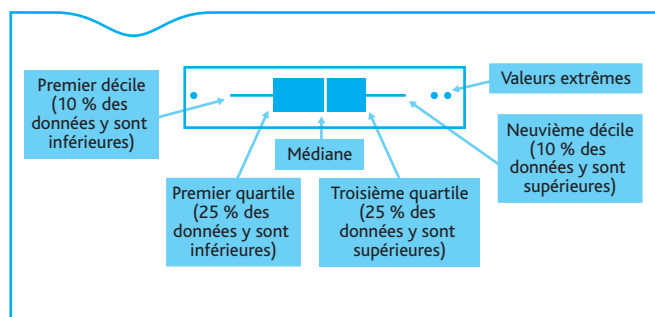 Premier décile
(10 % des
données y sont
inférieures)
Valeurs extrêmes
Neuvième décile
(10 % des
données y sont
supérieures)
Médiane
Premier quartile
(25 % des
données y sont
inférieures)
Troisième quartile
(25 % des
données y sont
supérieures)